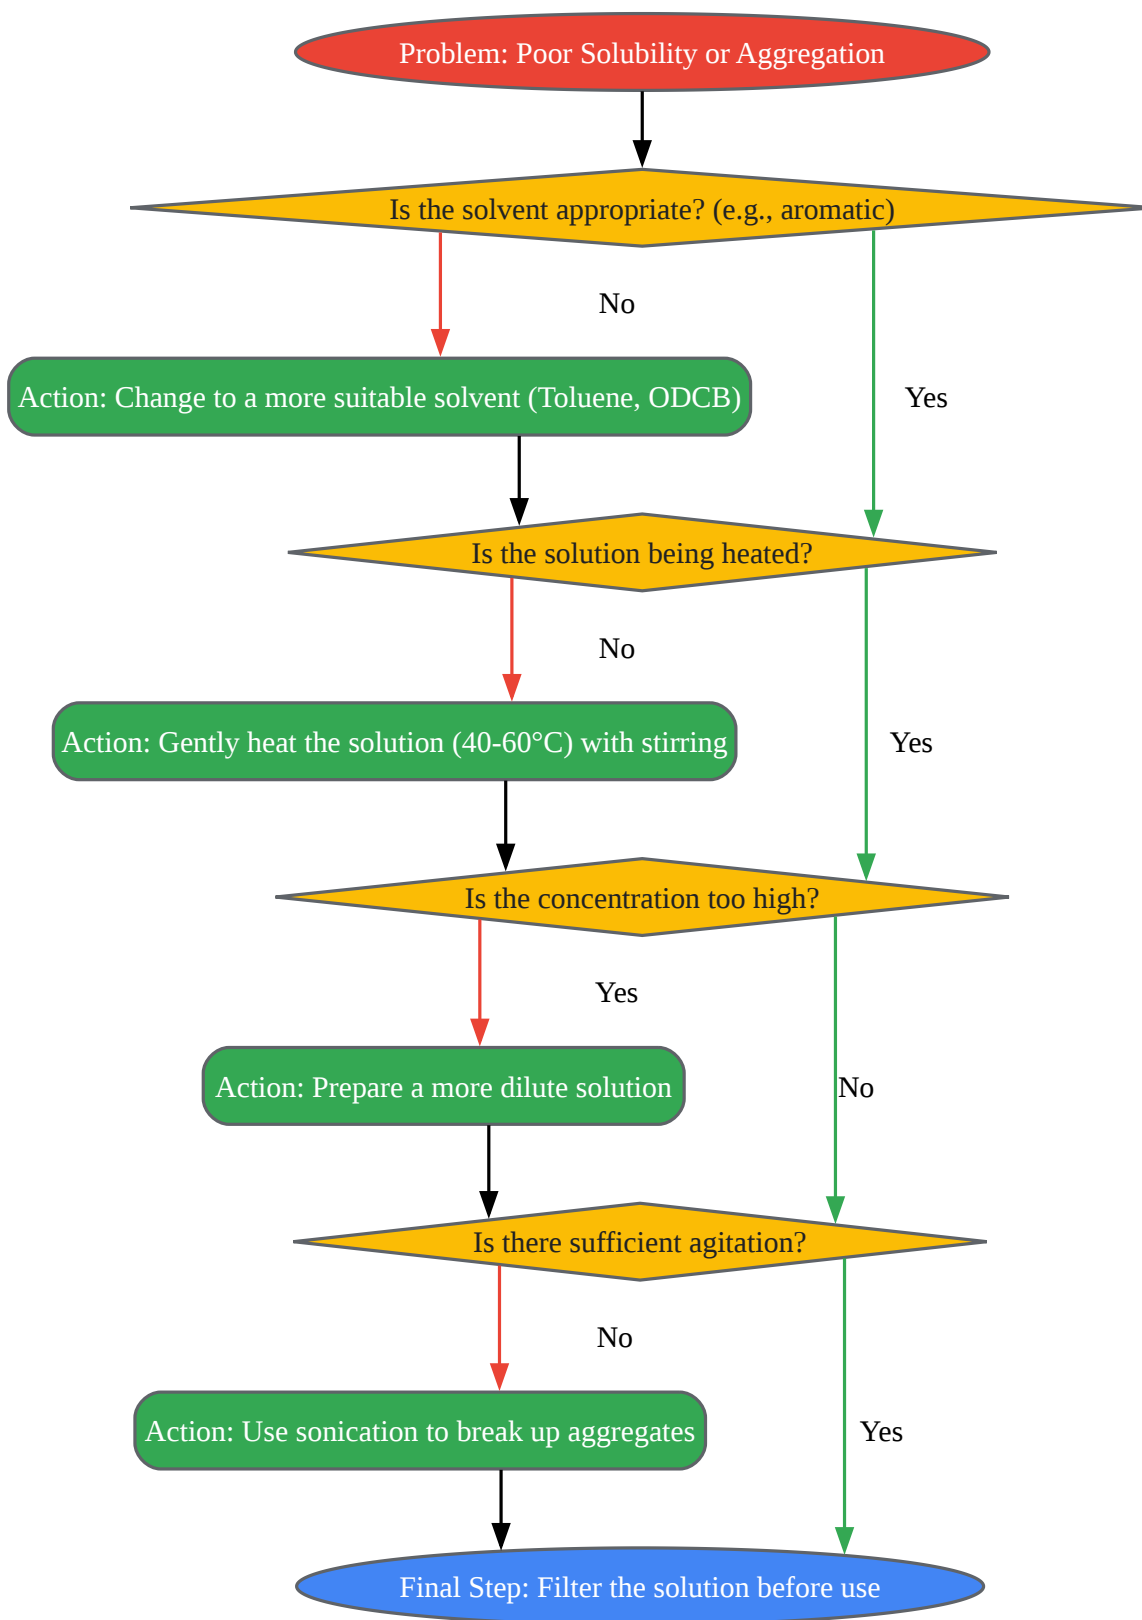 Problem: Poor Solubility or Aggregation
Is the solvent appropriate? (e.g., aromatic)
No
Action: Change to a more suitable solvent (Toluene, ODCB)
Yes
Is the solution being heated?
No
Action: Gently heat the solution (40-60°C) with stirring
Yes
Is the concentration too high?
Yes
Action: Prepare a more dilute solution
No
Is there sufficient agitation?
No
Action: Use sonication to break up aggregates
Yes
Final Step: Filter the solution before use